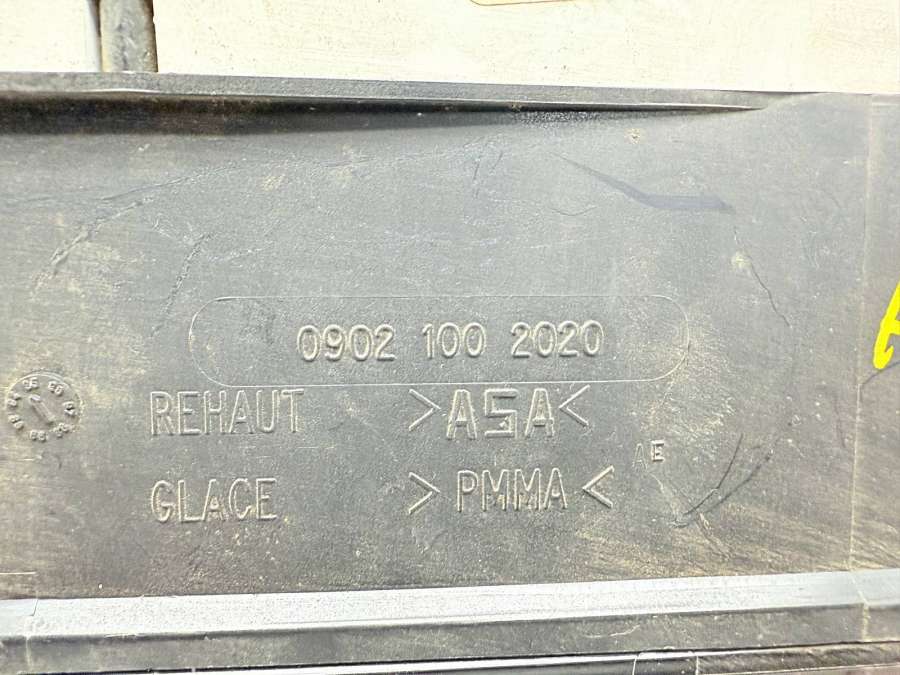 0902 100 2020
REHAUT >ASA<
GLACE >PMMA<